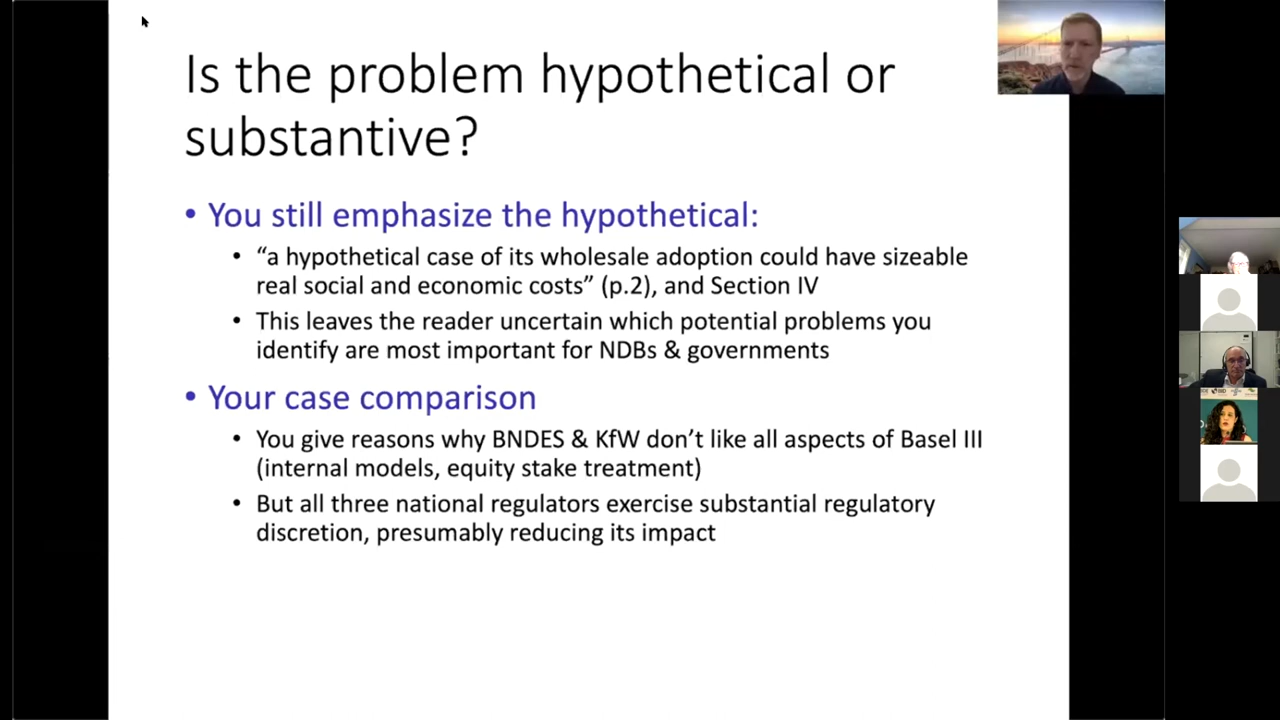 Is the problem hypothetical or
substantive?
• You still emphasize the hypothetical:
• “a hypothetical case of its wholesale adoption could have sizeable
real social and economic costs” (p.2), and Section IV
• This leaves the reader uncertain which potential problems you
identify are most important for NDBs & governments
• Your case comparison
• You give reasons why BNDES & KfW don’t like all aspects of Basel III
(internal models, equity stake treatment)
• But all three national regulators exercise substantial regulatory
discretion, presumably reducing its impact